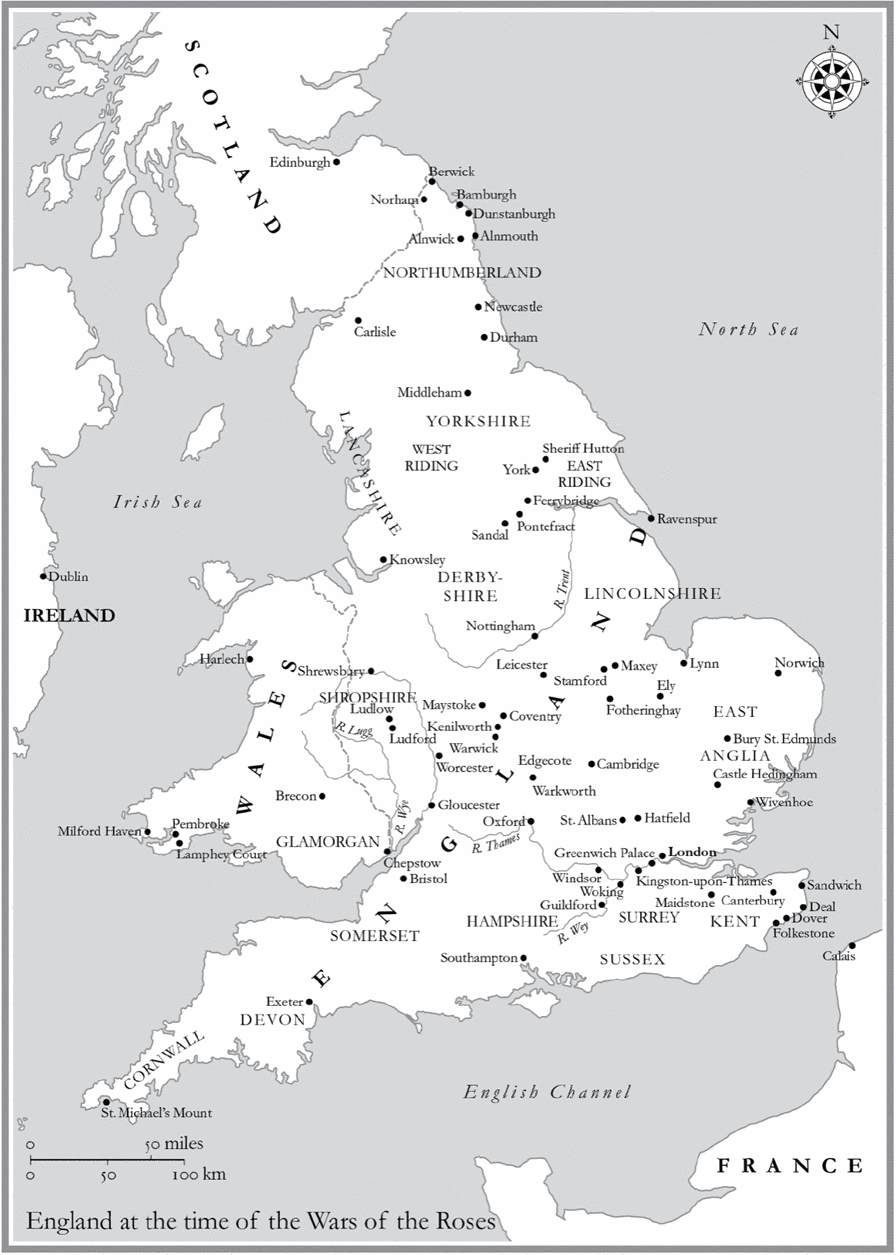 N
SCOTLAND
Edinburgh
Berwick
Norham
Bamburgh
Dunstanburgh
Alnwick
Alnmouth
NORTHUMBERLAND
Newcastle
Carlisle
Durham
North Sea
Middleham
YORKSHIRE
LANCASHIRE
WEST
RIDING
Sheriff Hutton
York
EAST
RIDING
Irish Sea
Ferrybridge
Pontefract
Sandal
Ravenspur
Knowsley
Dublin
IRELAND
DERBY-
SHIRE
R. Trent
LINCOLNSHIRE
Nottingham
Harlech
Shrewsbury
Leicester
Stamford
Maxey
Lynn
Norwich
Ely
SHROPSHIRE
Ludlow
Maystoke
Fotheringhay
EAST
R. Lugg
Ludford
Kenilworth
Coventry
Warwick
Bury St. Edmunds
ANGLIA
WALES
Worcester
Edgecote
Cambridge
Castle Hedingham
Warkworth
Brecon
Gloucester
Wivenhoe
Milford Haven
Pembroke
R. Wye
Oxford
St. Albans
Hatfield
Lamphey Court
GLAMORGAN
R. Thames
Greenwich Palace
London
Chepstow
Bristol
Windsor
Kingston-upon-Thames
Sandwich
Woking
Maidstone
Canterbury
Guildford
Deal
ENGLAND
HAMPSHIRE
SURREY
KENT
Dover
SOMERSET
R. Wey
Folkestone
Southampton
SUSSEX
Calais
Exeter
DEVON
CORNWALL
English Channel
St. Michael's Mount
0 50 miles
0 50 100 km
FRANCE
England at the time of the Wars of the Roses